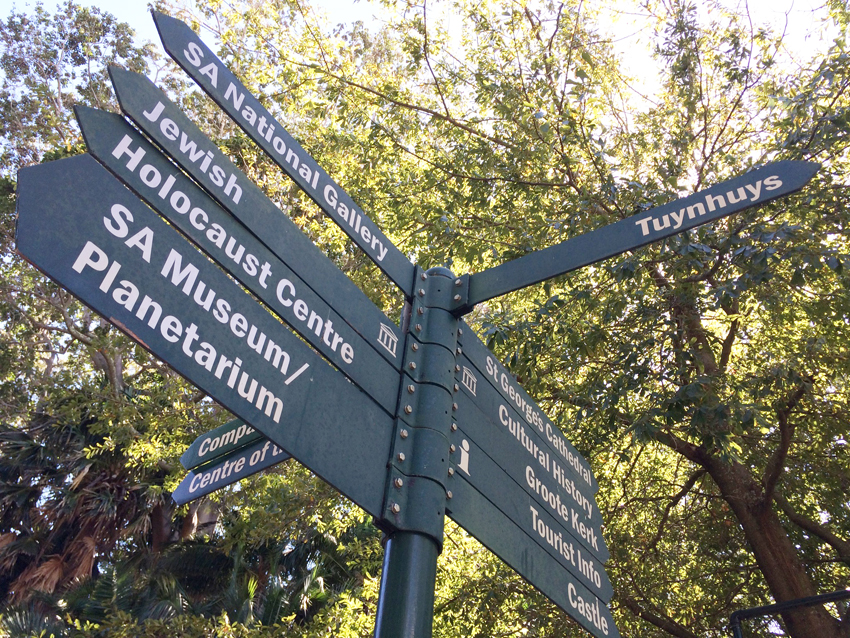 SA National Gallery
Jewish
Holocaust Centre
SA Museum/
Planetarium
Tuynhuys
St George's Cathedral
Cultural History
Groote Kerk
Tourist Info
Castle
Centre of